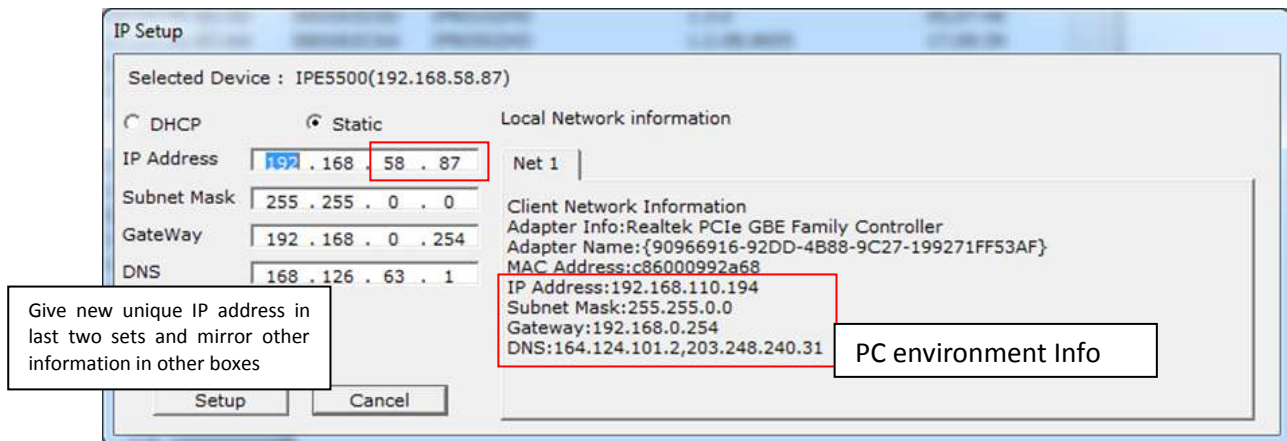 IP Setup
Selected Device : IPE5500(192.168.58.87)
DHCP
Static
IP Address 192 . 168 . 58 . 87
Subnet Mask 255 . 255 . 0 . 0
GateWay 192 . 168 . 0 . 254
DNS 168 . 126 . 63 . 1
Give new unique IP address in
last two sets and mirror other
information in other boxes
Setup
Cancel
Local Network information
Net 1
Client Network Information
Adapter Info:Realtek PCIe GBE Family Controller
Adapter Name:{90966916-92DD-4B88-9C27-199271FF53AF}
MAC Address:c86000992a68
IP Address:192.168.110.194
Subnet Mask:255.255.0.0
Gateway:192.168.0.254
DNS:164.124.101.2,203.248.240.31
PC environment Info